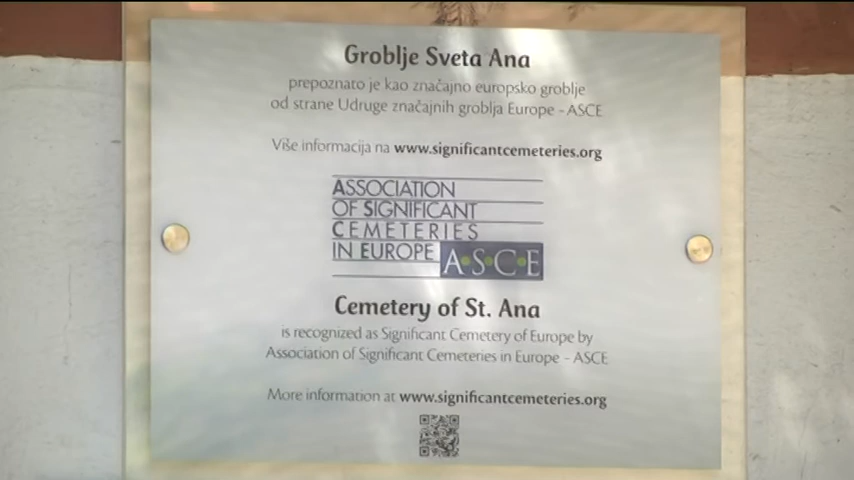 Groblje Sveta Ana
prepoznato je kao značajno europsko groblje
od strane Udruge značajnih groblja Europe - ASCE
Više informacija na www.significantcemeteries.org
ASSOCIATION
OF SIGNIFICANT
CEMETERIES
IN EUROPE A•S•C•E
Cemetery of St. Ana
is recognized as Significant Cemetery of Europe by
Association of Significant Cemeteries in Europe - ASCE
More information at www.significantcemeteries.org